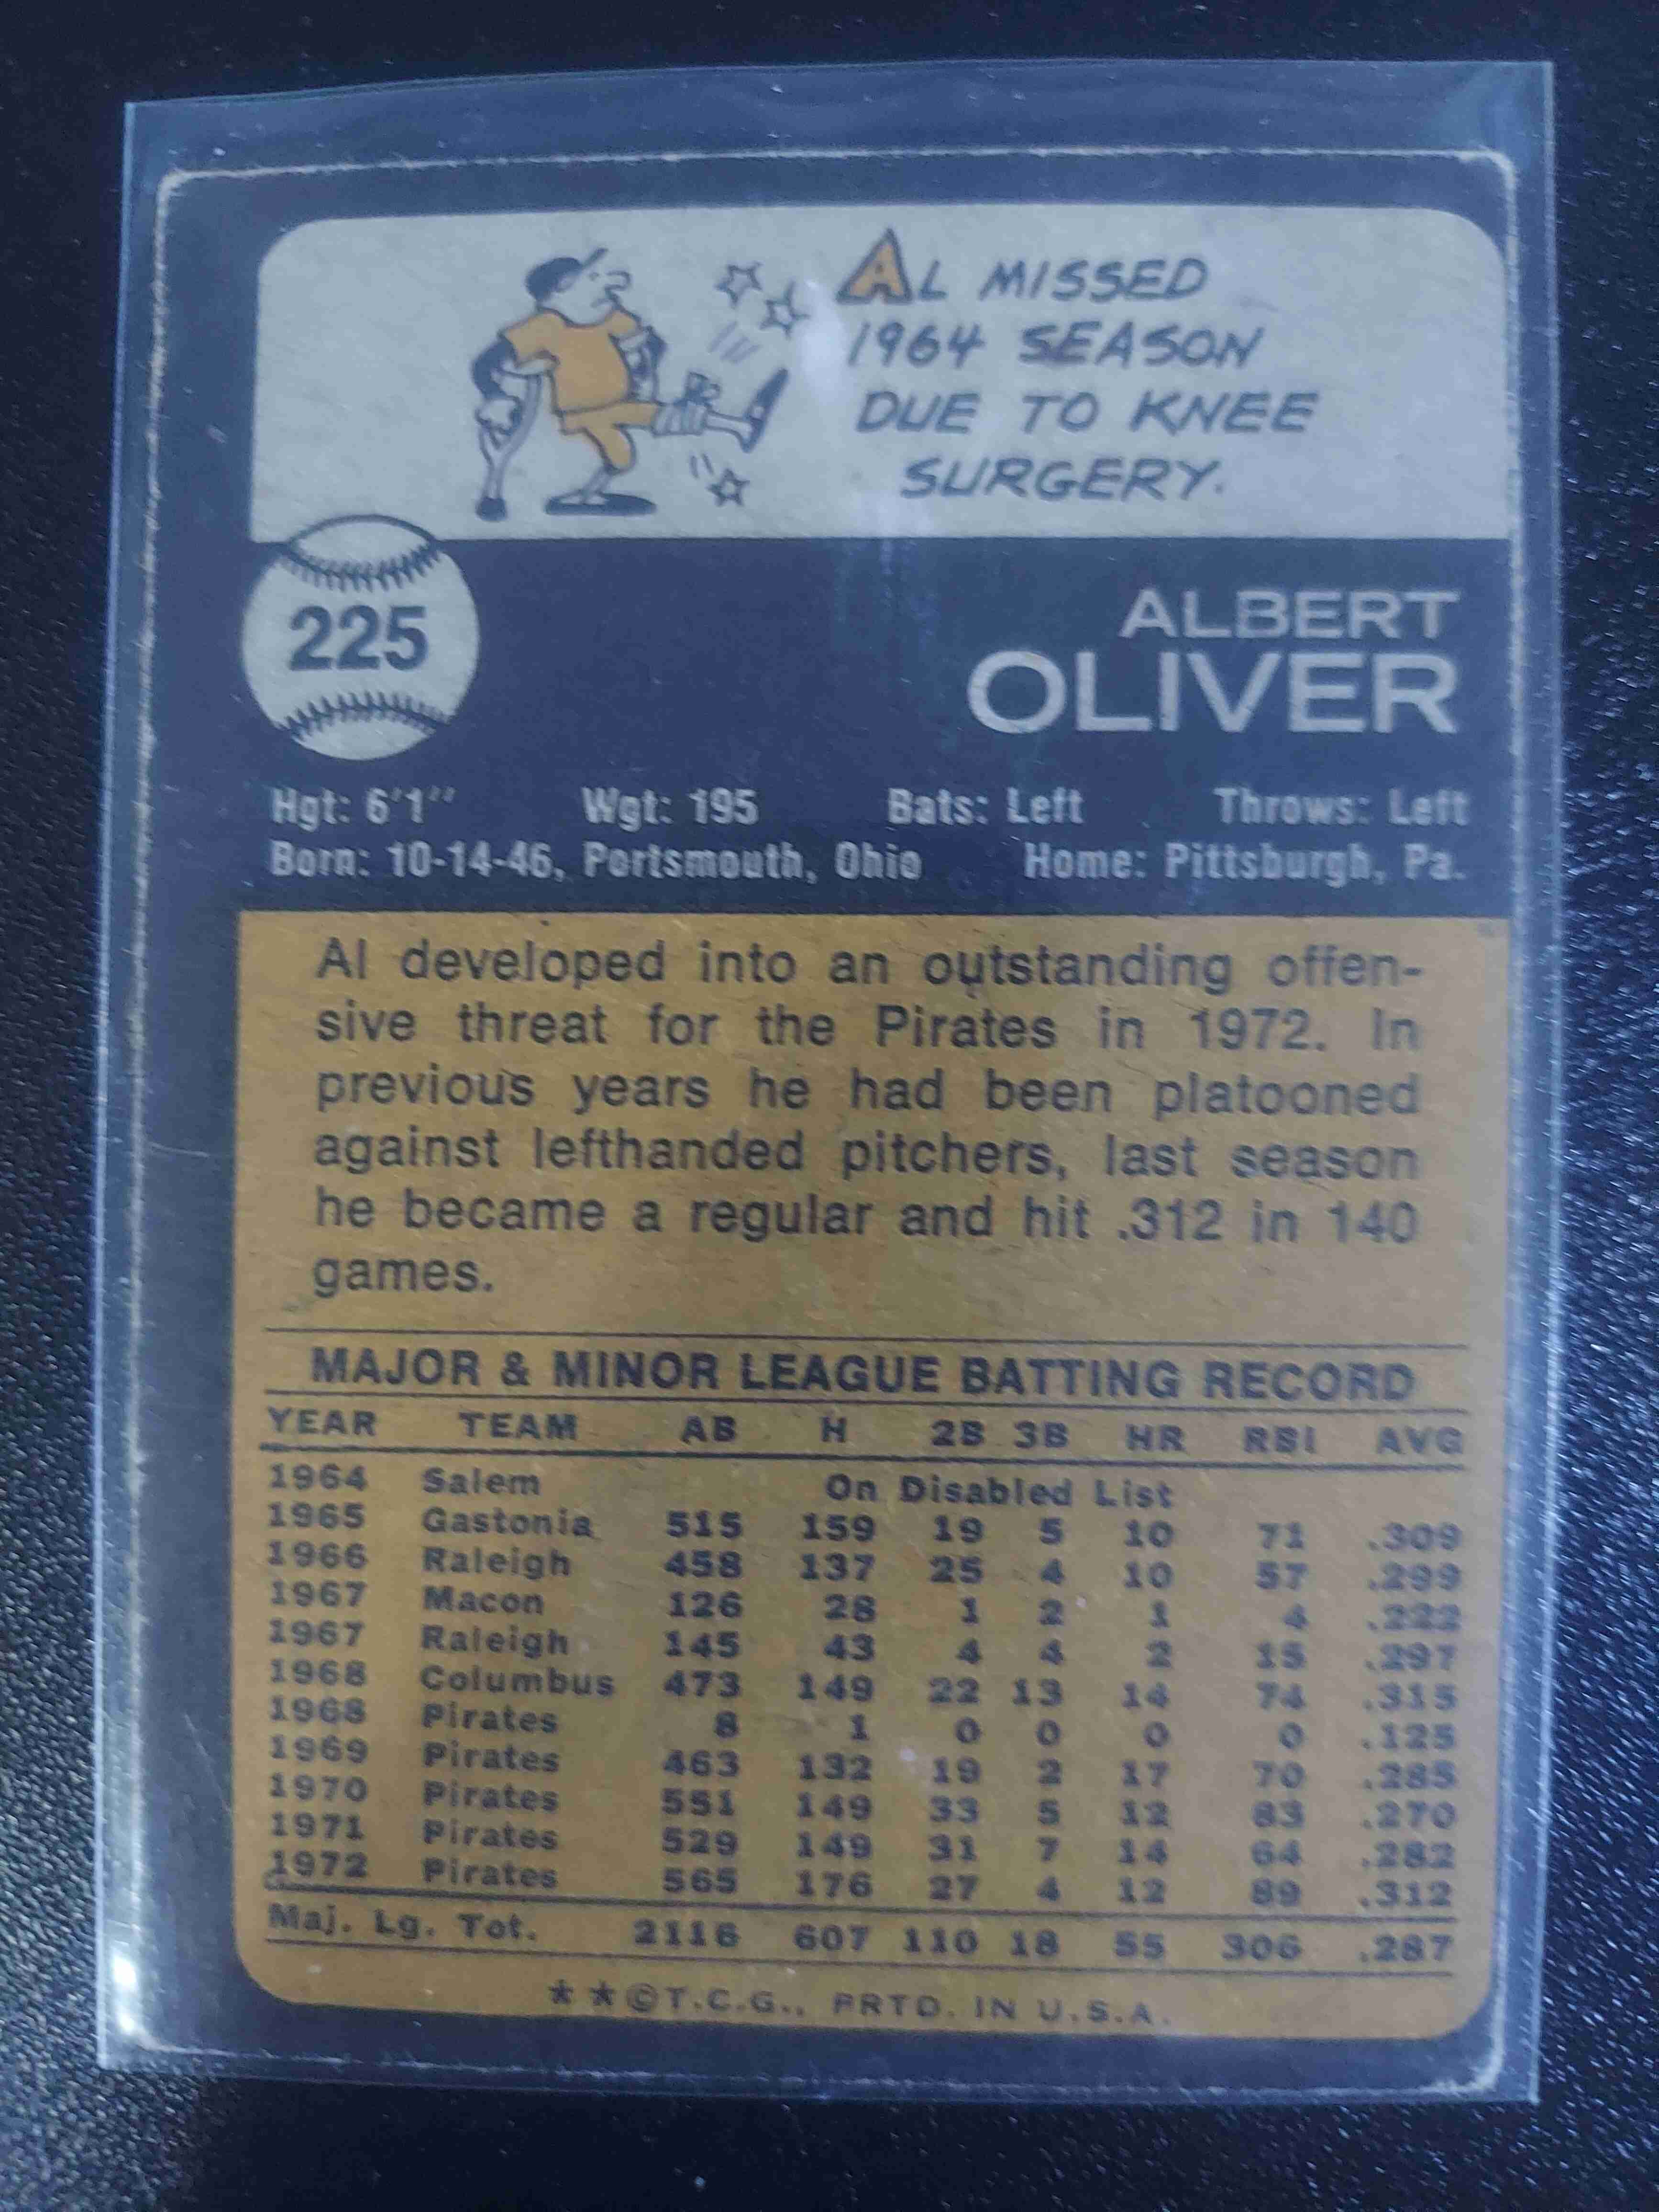 AL MISSED
1964 SEASON
DUE TO KNEE
SURGERY.
225
ALBERT
OLIVER
Hgt: 6'1" Wgt: 195 Bats: Left Throws: Left
Born: 10-14-46, Portsmouth, Ohio Home: Pittsburgh, Pa.
Al developed into an outstanding offen-
sive threat for the Pirates in 1972. In
previous years he had been platooned
against lefthanded pitchers, last season
he became a regular and hit .312 in 140
games.
MAJOR & MINOR LEAGUE BATTING RECORD
YEAR TEAM AB H 2B 3B HR RBI AVG
1964 Salem On Disabled List
1965 Gastonia 515 159 19 5 10 71 .309
1966 Raleigh 458 137 25 4 10 57 .299
1967 Macon 126 28 1 2 1 4 .222
1967 Raleigh 145 43 4 4 2 15 .297
1968 Columbus 473 149 22 13 14 74 .315
1968 Pirates 8 1 0 0 0 0 .125
1969 Pirates 463 132 19 2 17 70 .285
1970 Pirates 551 149 33 5 12 83 .270
1971 Pirates 529 149 31 7 14 64 .282
1972 Pirates 565 176 27 4 12 89 .312
Maj. Lg. Tot. 2116 607 110 18 55 306 .287
**©T.C.G., PRTD. IN U.S.A.